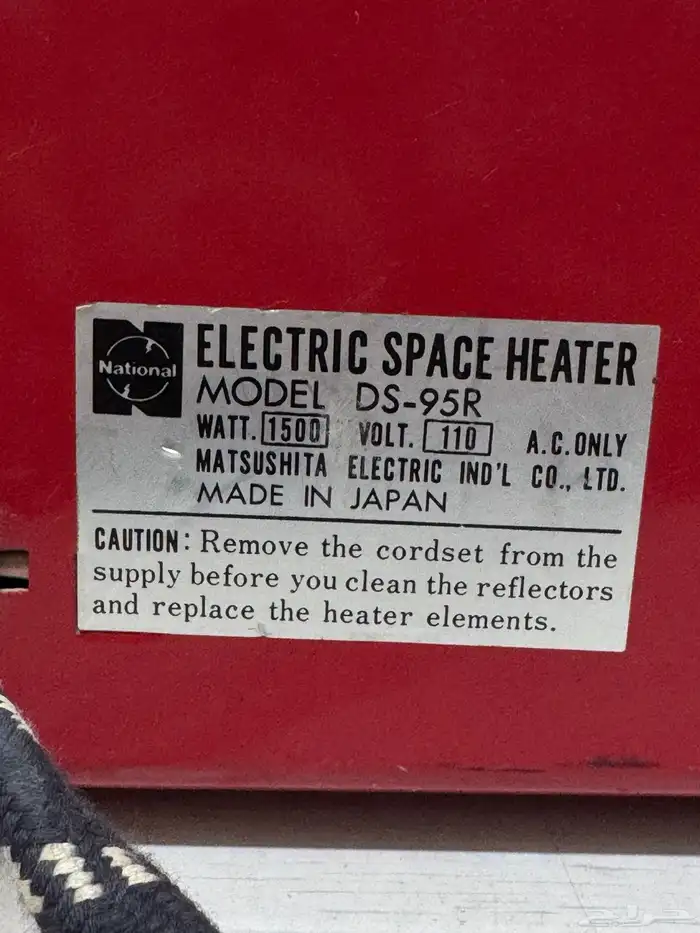 National
ELECTRIC SPACE HEATER
MODEL DS-95R
WATT. 1500 VOLT. 110 A.C. ONLY
MATSUSHITA ELECTRIC IND'L CO., LTD.
MADE IN JAPAN
CAUTION: Remove the cordset from the
supply before you clean the reflectors
and replace the heater elements.
حراج